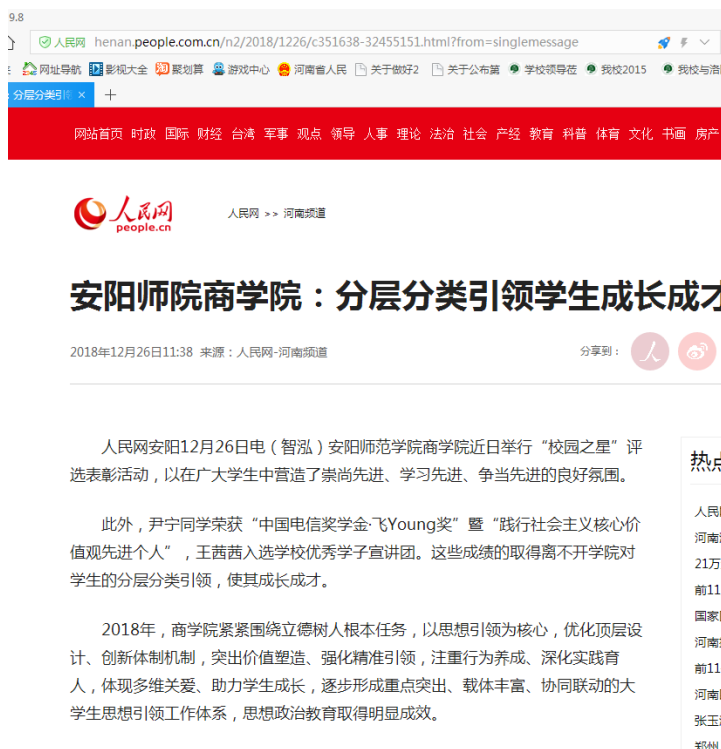 9.8
人民网 henan.people.com.cn/n2/2018/1226/c351638-32455151.html?from=singlemessage
网址导航 影视大全 聚划算 游戏中心 河南省人民 关于做好2 关于公布第 学校领导莅 我校2015 我校与浩
分层分类引领 × +
网站首页 时政 国际 财经 台湾 军事 观点 领导 人事 理论 法治 社会 产经 教育 科普 体育 文化 书画 房产
人民网
people.cn
人民网 >> 河南频道
安阳师院商学院：分层分类引领学生成长成才
2018年12月26日11:38 来源：人民网-河南频道
分享到：
人民网安阳12月26日电（智泓）安阳师范学院商学院近日举行“校园之星”评
选表彰活动，以在广大学生中营造了崇尚先进、学习先进、争当先进的良好氛围。
此外，尹宁同学荣获“中国电信奖学金·飞Young奖”暨“践行社会主义核心价
值观先进个人”，王茜茜入选学校优秀学子宣讲团。这些成绩的取得离不开学院对
学生的分层分类引领，使其成长成才。
2018年，商学院紧紧围绕立德树人根本任务，以思想引领为核心，优化顶层设
计、创新体制机制，突出价值塑造、强化精准引领，注重行为养成、深化实践育
人，体现多维关爱、助力学生成长，逐步形成重点突出、载体丰富、协同联动的大
学生思想引领工作体系，思想政治教育取得明显成效。
热点
人民
河南
21万
前11
国家
河南
前11
河南
张玉
郑州